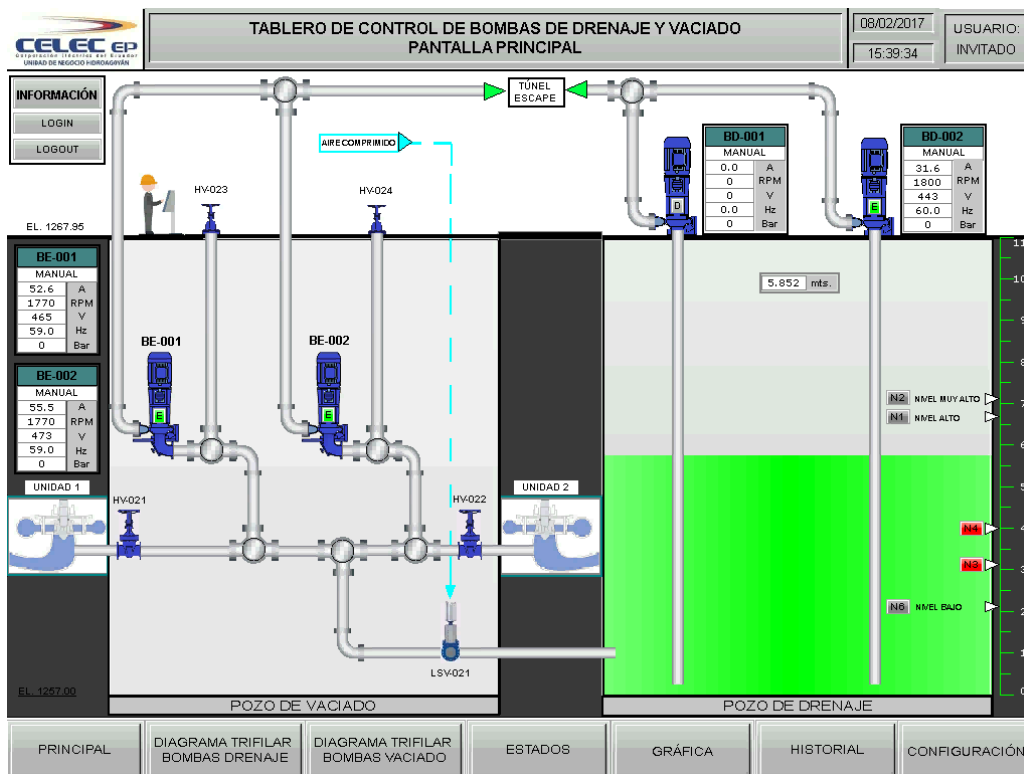 CELEC EP
Corporación Eléctrica del Ecuador
UNIDAD DE NEGOCIO HIDROAGOYÁN
TABLERO DE CONTROL DE BOMBAS DE DRENAJE Y VACIADO
PANTALLA PRINCIPAL
08/02/2017
15:39:34
USUARIO:
INVITADO
INFORMACIÓN
LOGIN
LOGOUT
TÚNEL
ESCAPE
AIRE COMPRIMIDO
BD-001
MANUAL
0.0 A
0 RPM
0 V
0.0 Hz
0 Bar
BD-002
MANUAL
31.6 A
1800 RPM
443 V
60.0 Hz
0 Bar
HV-023
HV-024
D
E
EL. 1267.95
BE-001
MANUAL
52.6 A
1770 RPM
465 V
59.0 Hz
0 Bar
BE-002
MANUAL
55.5 A
1770 RPM
473 V
59.0 Hz
0 Bar
BE-001
E
BE-002
E
5.852 mts.
11
10
9
8
7
6
5
4
3
2
1
0
N2 NIVEL MUY ALTO
N1 NIVEL ALTO
N4
N3
N6 NIVEL BAJO
UNIDAD 1
HV-021
HV-022
UNIDAD 2
LSV-021
EL. 1257.00
POZO DE VACIADO
POZO DE DRENAJE
PRINCIPAL
DIAGRAMA TRIFILAR
BOMBAS DRENAJE
DIAGRAMA TRIFILAR
BOMBAS VACIADO
ESTADOS
GRÁFICA
HISTORIAL
CONFIGURACIÓN